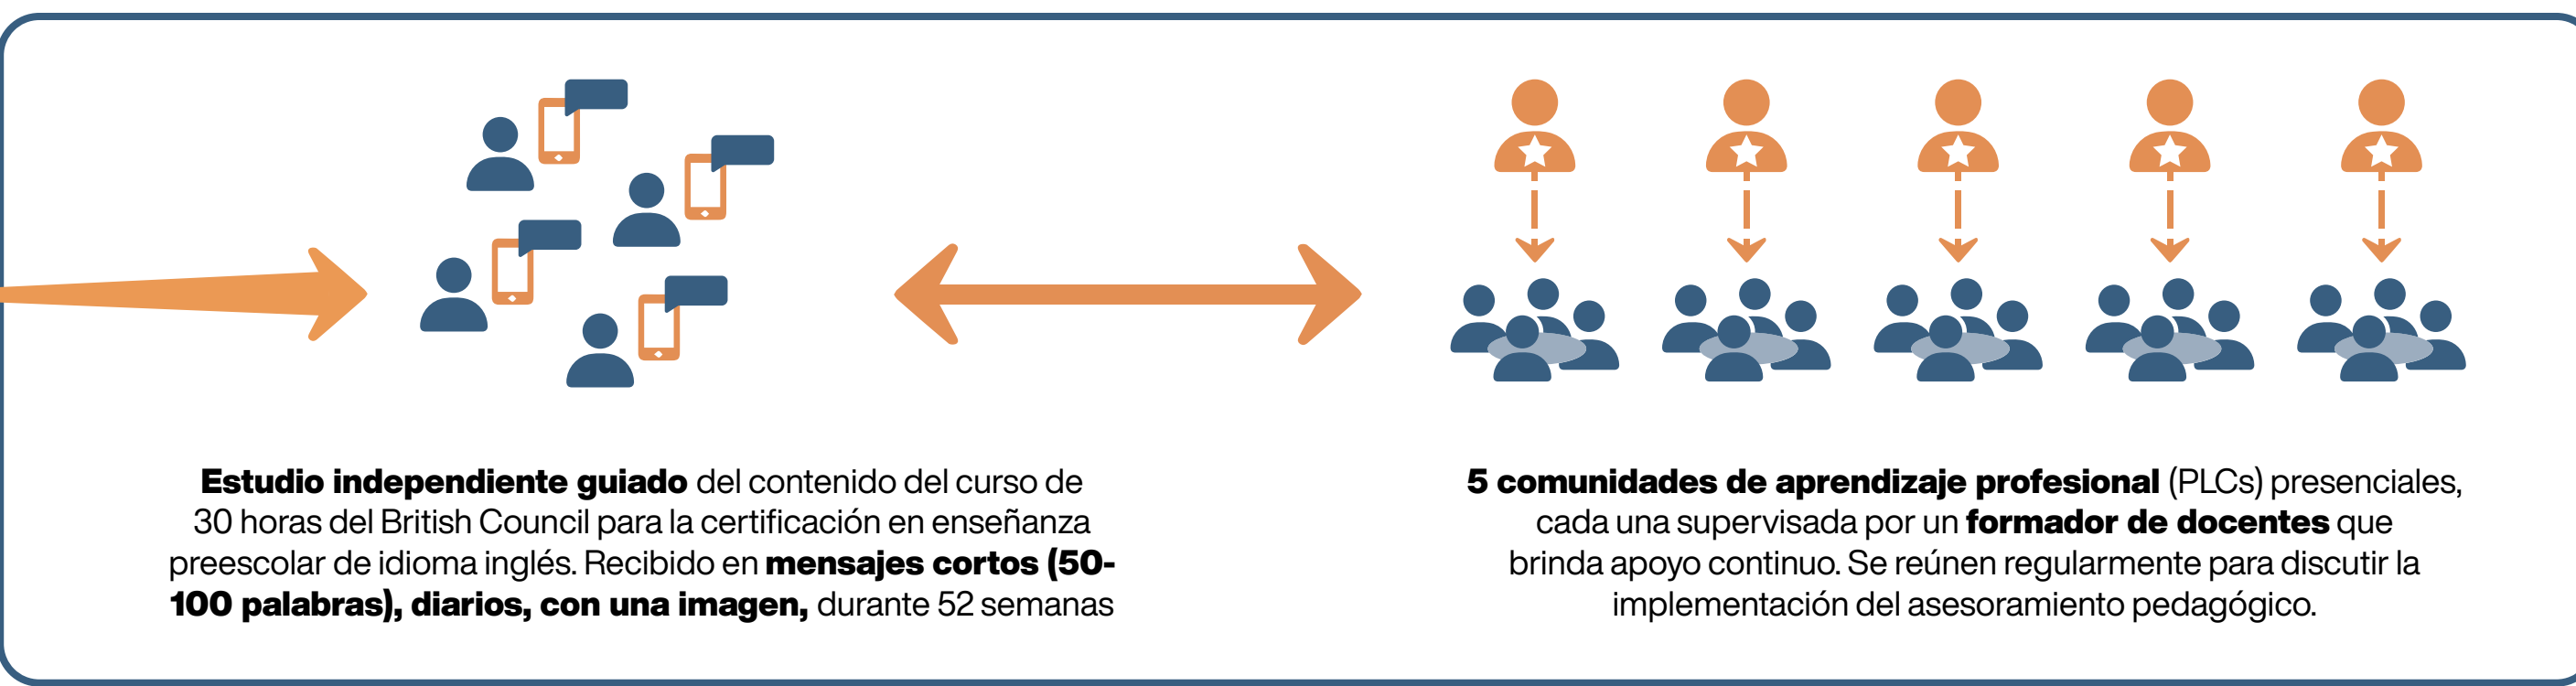 Estudio independiente guiado del contenido del curso de
30 horas del British Council para la certificación en enseñanza
preescolar de idioma inglés. Recibido en mensajes cortos (50-
100 palabras), diarios, con una imagen, durante 52 semanas
5 comunidades de aprendizaje profesional (PLCs) presenciales,
cada una supervisada por un formador de docentes que
brinda apoyo continuo. Se reúnen regularmente para discutir la
implementación del asesoramiento pedagógico.